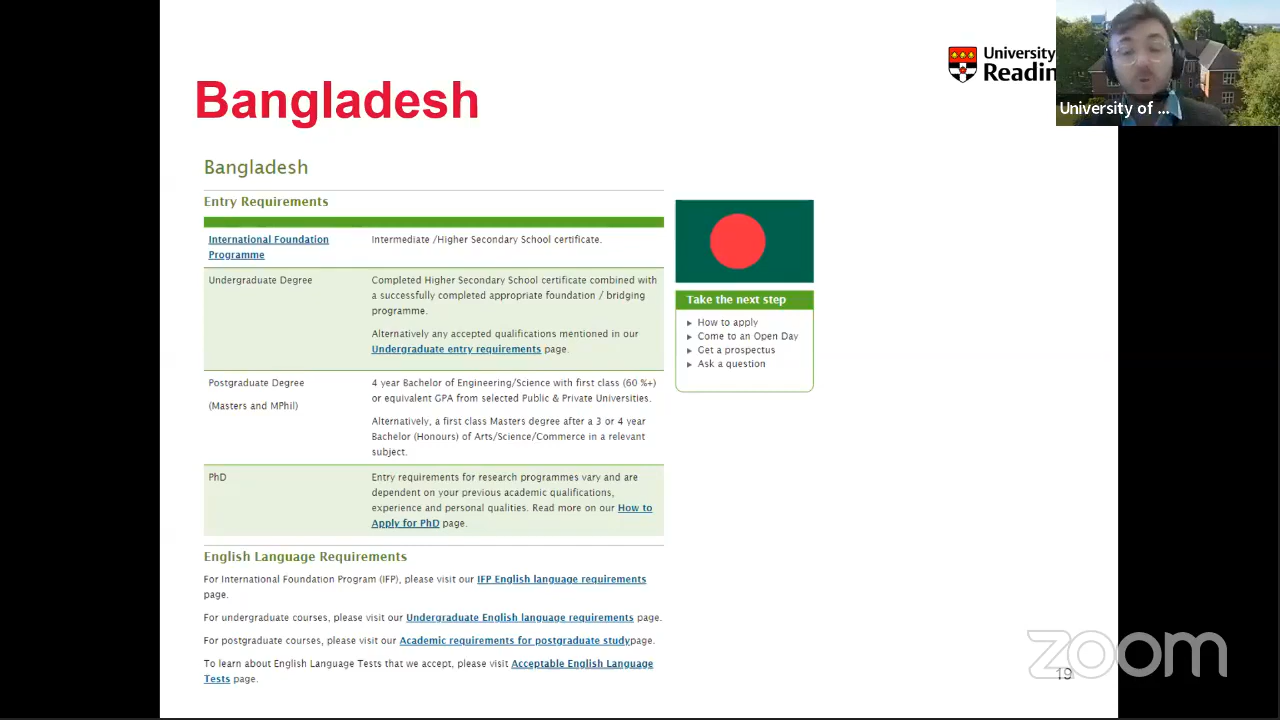 University
Readin
University of ...
Bangladesh
Bangladesh
Entry Requirements
International Foundation
Programme
Intermediate /Higher Secondary School certificate.
Undergraduate Degree
Completed Higher Secondary School certificate combined with
a successfully completed appropriate foundation / bridging
programme.
Alternatively any accepted qualifications mentioned in our
Undergraduate entry requirements page.
Postgraduate Degree
(Masters and MPhil)
4 year Bachelor of Engineering/Science with first class (60 %+)
or equivalent GPA from selected Public & Private Universities.
Alternatively, a first class Masters degree after a 3 or 4 year
Bachelor (Honours) of Arts/Science/Commerce in a relevant
subject.
PhD
Entry requirements for research programmes vary and are
dependent on your previous academic qualifications,
experience and personal qualities. Read more on our How to
Apply for PhD page.
Take the next step
How to apply
Come to an Open Day
Get a prospectus
Ask a question
English Language Requirements
For International Foundation Program (IFP), please visit our IFP English language requirements
page.
For undergraduate courses, please visit our Undergraduate English language requirements page.
For postgraduate courses, please visit our Academic requirements for postgraduate studypage.
To learn about English Language Tests that we accept, please visit Acceptable English Language
Tests page.
zoom
19